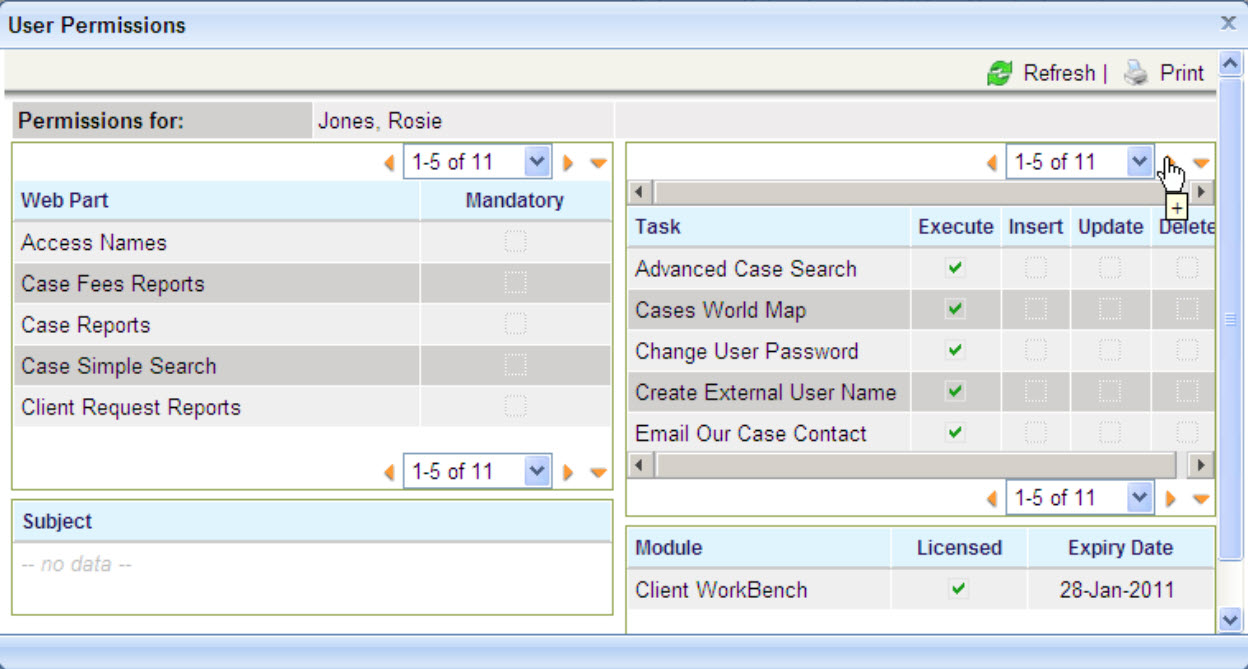 User Permissions
Refresh | Print
Permissions for: Jones, Rosie
1-5 of 11
Web Part Mandatory
Access Names
Case Fees Reports
Case Reports
Case Simple Search
Client Request Reports
1-5 of 11
Subject
-- no data --
1-5 of 11
+
Task Execute Insert Update Delete
Advanced Case Search
Cases World Map
Change User Password
Create External User Name
Email Our Case Contact
1-5 of 11
Module Licensed Expiry Date
Client WorkBench 28-Jan-2011